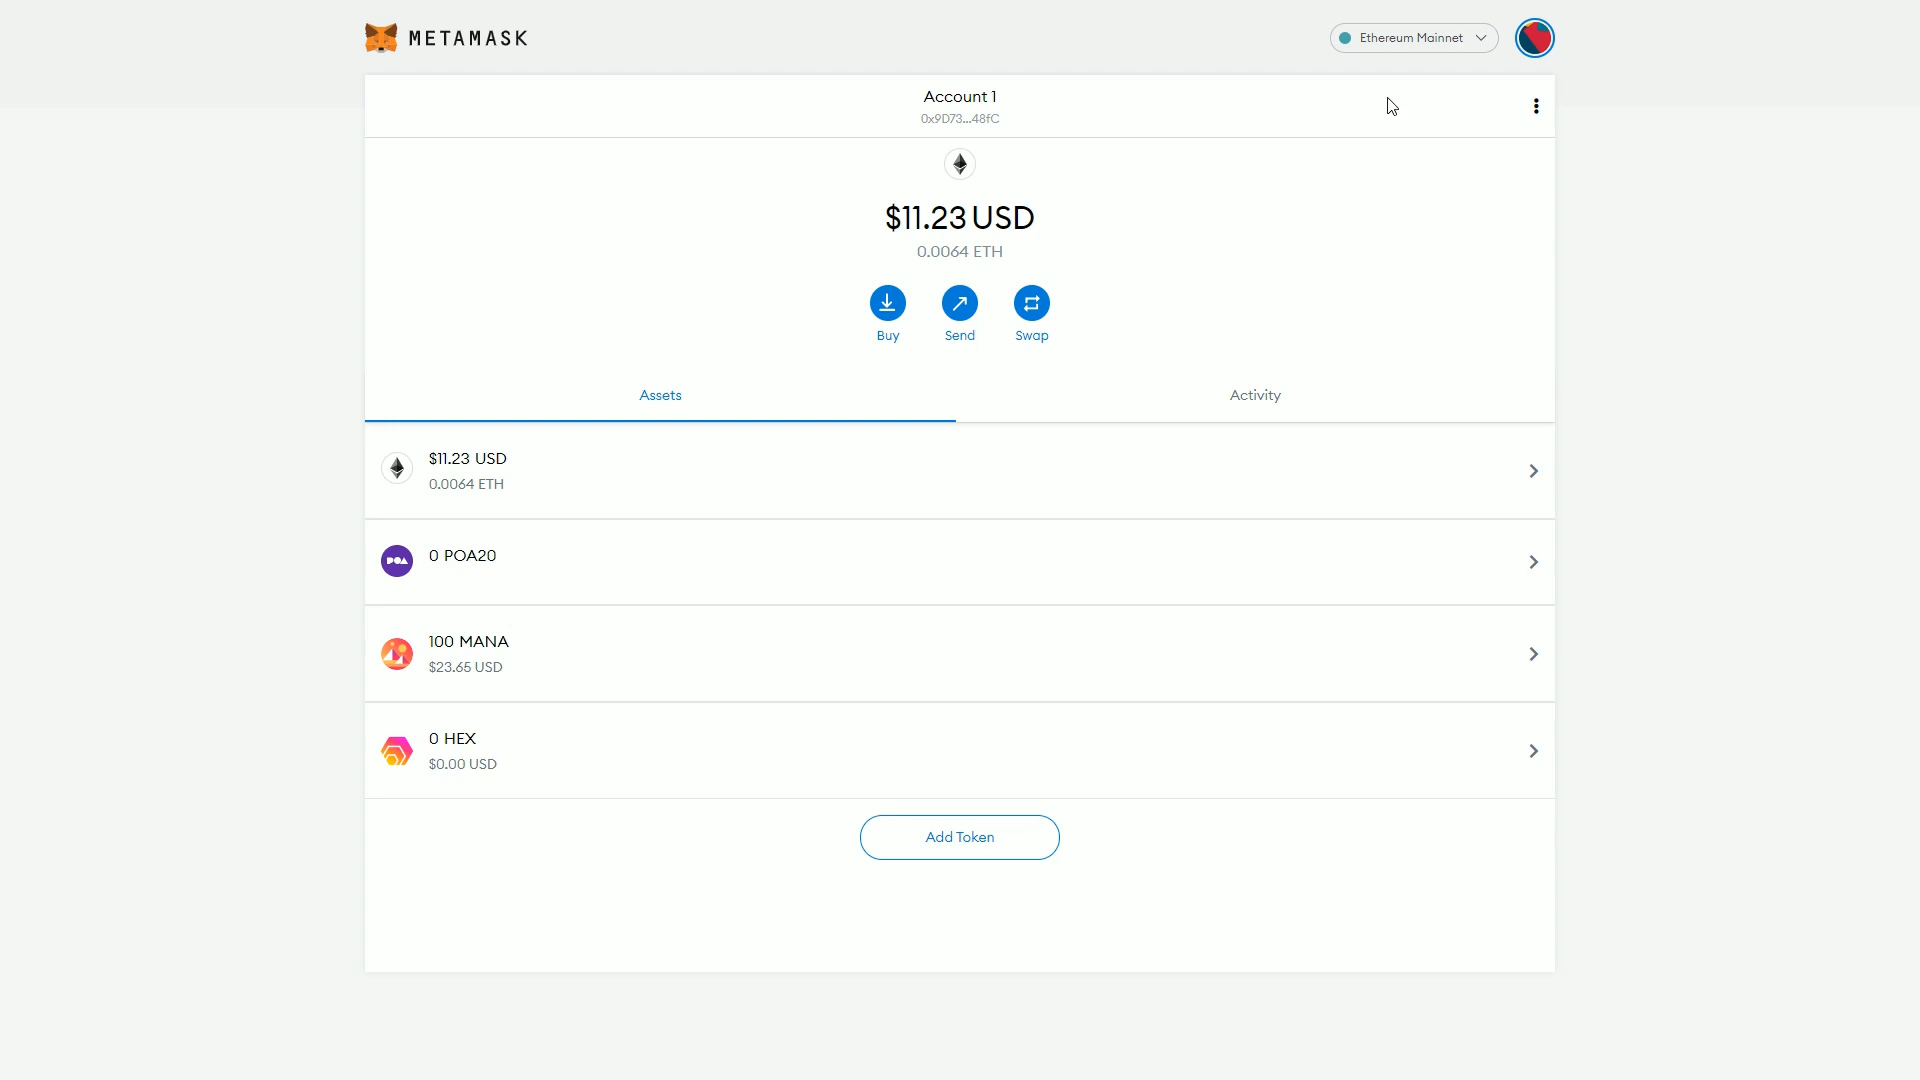 METAMASK
Ethereum Mainnet
Account 1
0x9D73...48fC
$11.23 USD
0.0064 ETH
Buy
Send
Swap
Assets
Activity
$11.23 USD
0.0064 ETH
POA
0 POA20
100 MANA
$23.65 USD
0 HEX
$0.00 USD
Add Token